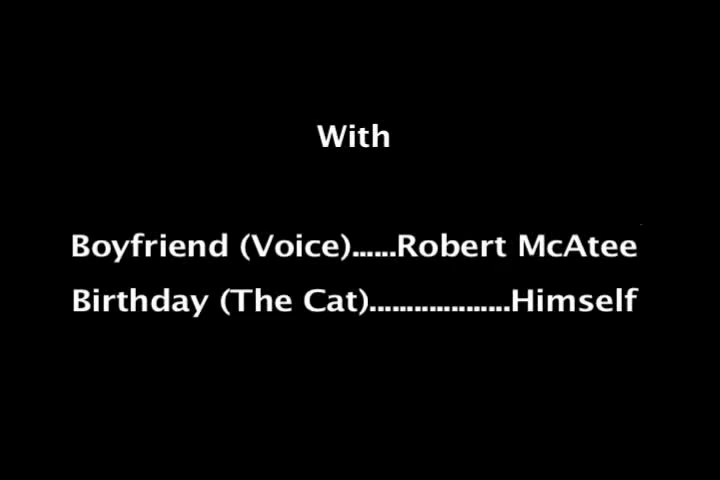 With
Boyfriend (Voice)......Robert McAtee
Birthday (The Cat)...................Himself